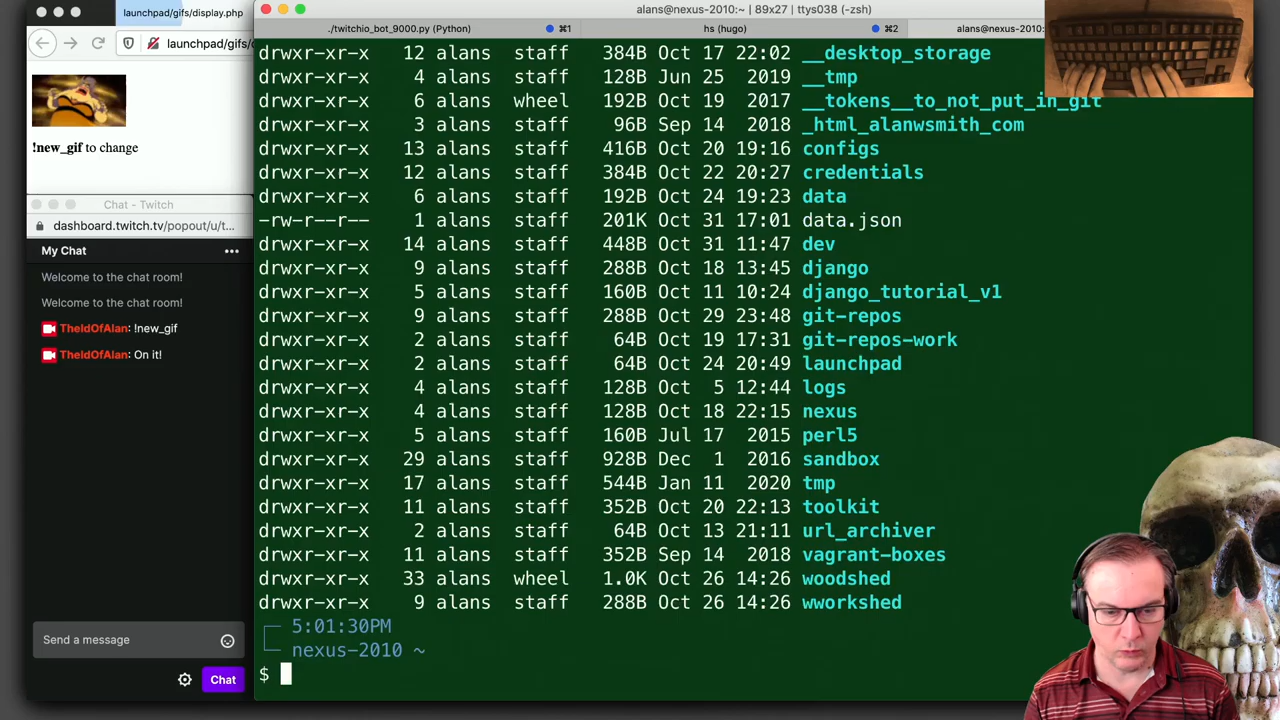 launchpad/gifs/display.php
launchpad/gifs/
!new_gif to change
Chat - Twitch
dashboard.twitch.tv/popout/u/t...
My Chat
Welcome to the chat room!
Welcome to the chat room!
TheIdOfAlan: !new_gif
TheIdOfAlan: On it!
Send a message
Chat
alans@nexus-2010:~ | 89x27 | ttys038 (-zsh)
./twitchio_bot_9000.py (Python) ⌘1
hs (hugo) ⌘2
alans@nexus-2010:
drwxr-xr-x 12 alans staff 384B Oct 17 22:02 __desktop_storage
drwxr-xr-x 4 alans staff 128B Jun 25 2019 __tmp
drwxr-xr-x 6 alans wheel 192B Oct 19 2017 __tokens__to_not_put_in_git
drwxr-xr-x 3 alans staff 96B Sep 14 2018 _html_alanwsmith_com
drwxr-xr-x 13 alans staff 416B Oct 20 19:16 configs
drwxr-xr-x 12 alans staff 384B Oct 22 20:27 credentials
drwxr-xr-x 6 alans staff 192B Oct 24 19:23 data
-rw-r--r-- 1 alans staff 201K Oct 31 17:01 data.json
drwxr-xr-x 14 alans staff 448B Oct 31 11:47 dev
drwxr-xr-x 9 alans staff 288B Oct 18 13:45 django
drwxr-xr-x 5 alans staff 160B Oct 11 10:24 django_tutorial_v1
drwxr-xr-x 9 alans staff 288B Oct 29 23:48 git-repos
drwxr-xr-x 2 alans staff 64B Oct 19 17:31 git-repos-work
drwxr-xr-x 2 alans staff 64B Oct 24 20:49 launchpad
drwxr-xr-x 4 alans staff 128B Oct 5 12:44 logs
drwxr-xr-x 4 alans staff 128B Oct 18 22:15 nexus
drwxr-xr-x 5 alans staff 160B Jul 17 2015 perl5
drwxr-xr-x 29 alans staff 928B Dec 1 2016 sandbox
drwxr-xr-x 17 alans staff 544B Jan 11 2020 tmp
drwxr-xr-x 11 alans staff 352B Oct 20 22:13 toolkit
drwxr-xr-x 2 alans staff 64B Oct 13 21:11 url_archiver
drwxr-xr-x 11 alans staff 352B Sep 14 2018 vagrant-boxes
drwxr-xr-x 33 alans wheel 1.0K Oct 26 14:26 woodshed
drwxr-xr-x 9 alans staff 288B Oct 26 14:26 wworkshed
5:01:30PM
nexus-2010 ~
$